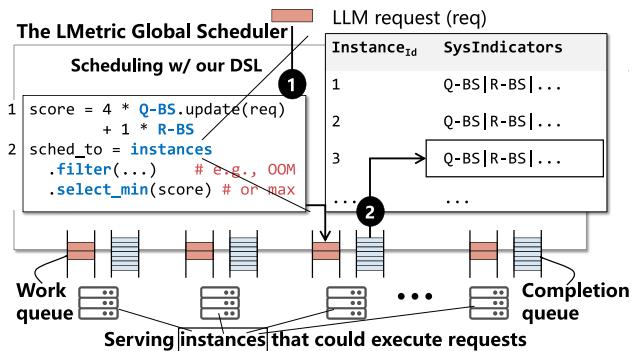 LLM request (req)
The LMetric Global Scheduler
Scheduling w/ our DSL
1
1 score = 4 * Q-BS.update(req)
+ 1 * R-BS
2 sched_to = instances
.filter(...) # e.g., OOM
.select_min(score) # or max
InstanceId SysIndicators
1 Q-BS|R-BS|...
2 Q-BS|R-BS|...
3 Q-BS|R-BS|...
... ...
2
Work queue
...
Completion queue
Serving instances that could execute requests